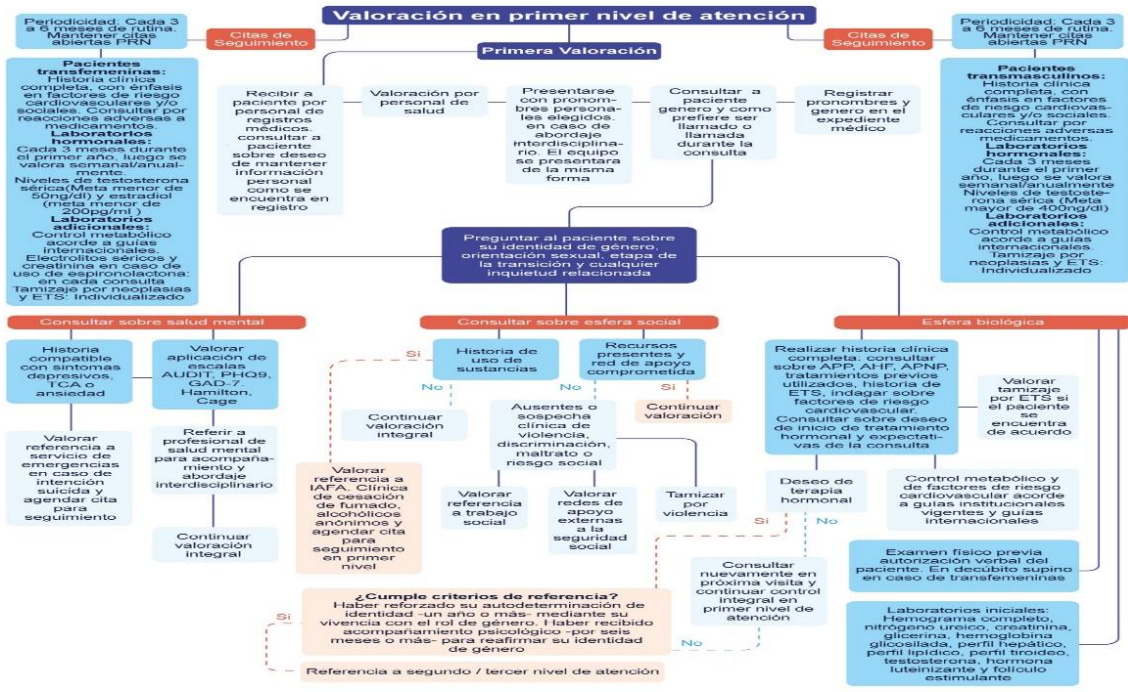 Valoración en primer nivel de atención
Periodicidad: Cada 3
a 6 meses de rutina.
Mantener citas
abiertas PRN
Citas de
Seguimiento
Primera Valoración
Citas de
Seguimiento
Periodicidad: Cada 3
a 6 meses de rutina.
Mantener citas
abiertas PRN
Pacientes
transfemeninas:
Historia clínica
completa, con énfasis
en factores de riesgo
cardiovasculares y/o
sociales. Consultar por
reacciones adversas a
medicamentos.
Laboratorios
hormonales:
Cada 3 meses durante
el primer año, luego se
valora semanal/anual-
mente.
Niveles de testosterona
sérica(Meta menor de
50ng/dl) y estradiol
(meta menor de
200pg/ml )
Laboratorios
adicionales:
Control metabólico
acorde a guías
internacionales.
Electrolitos séricos y
creatinina en caso de
uso de espironolactona:
en cada consulta
Tamizaje por neoplasias
y ETS: Individualizado
Recibir a
paciente por
personal de
registros
médicos.
consultar a
paciente
sobre deseo
de mantener
información
personal
como se
encuentra en
registro
Valoración por
personal de
salud
Presentarse
con pronom-
bres persona-
les elegidos,
en caso de
abordaje
interdiscipli-
nario. El equipo
se presentara
de la misma
forma
Consultar a
paciente
genero y como
prefiere ser
llamado o
llamada
durante la
consulta
Registrar
pronombres y
genero en el
expediente
médico
Pacientes
transmasculinos:
Historia clínica
completa, con énfasis
en factores de
riesgo cardiovas-
culares y/o sociales.
Consultar por
reacciones adversas
medicamentos.
Laboratorios
hormonales:
Cada 3 meses
durante el primer
año, luego se valora
semanal/anualmente
Niveles de testoste-
rona sérica (Meta
mayor de 400ng/dl)
Laboratorios
adicionales:
Control metabólico
acorde a guías
internacionales.
Tamizaje por
neoplasias y ETS:
Individualizado
Preguntar al paciente sobre
su identidad de género,
orientación sexual, etapa de
la transición y cualquier
inquietud relacionada
Consultar sobre salud mental
Historia
compatible
con síntomas
depresivos,
TCA o
ansiedad
Valorar
aplicación de
escalas
AUDIT, PHQ9,
GAD-7.
Hamilton,
Cage
Valorar
referencia a
servicio de
emergencias
en caso de
intención
suicida y
agendar cita
para
seguimiento
Referir a
profesional de
salud mental
para acompaña-
miento y
abordaje
interdisciplinario
Continuar
valoración
integral
Consultar sobre esfera social
Si
Historia de
uso de
sustancias
No
Continuar
valoración integral
Valorar
referencia a
IAFA. Clínica
de cesación
de fumado,
alcohólicos
anónimos y
agendar cita
para
seguimiento
en primer
nivel
Recursos
presentes y
red de apoyo
comprometida
No
Si
Continuar
valoración
Ausentes o
sospecha
clínica de
violencia,
discriminación,
maltrato o
riesgo social
Valorar
referencia
a trabajo
social
Valorar
redes de
apoyo
externas a
la seguridad
social
Tamizar
por
violencia
Esfera biológica
Realizar historia clínica
completa: consultar
sobre APP, AHF, APNP,
tratamientos previos
utilizados, historia de
ETS, indagar sobre
factores de riesgo
cardiovascular.
Consultar sobre deseo
de inicio de tratamiento
hormonal y expectati-
vas de la consulta
Valorar
tamizaje
por ETS si
el paciente
se
encuentra
de acuerdo
Deseo de
terapia
hormonal
Si
No
Control metabólico y
de factores de riesgo
cardiovascular acorde
a guías institucionales
vigentes y guías
internacionales
Consultar
nuevamente en
próxima visita y
continuar control
integral en
primer nivel de
atención
Examen físico previa
autorización verbal del
paciente. En decúbito supino
en caso de transfemeninas
Laboratorios iniciales:
Hemograma completo,
nitrógeno ureico, creatinina,
glicerina, hemoglobina
glicosilada, perfil hepático,
perfil lipídico, perfil tiroideo,
testosterona, hormona
luteinizante y folículo
estimulante
¿Cumple criterios de referencia?
Haber reforzado su autodeterminación de
identidad -un año o más- mediante su
vivencia con el rol de género. Haber recibido
acompañamiento psicológico -por seis
meses o más- para reafirmar su identidad
de género
Si
No
Referencia a segundo / tercer nivel de atención